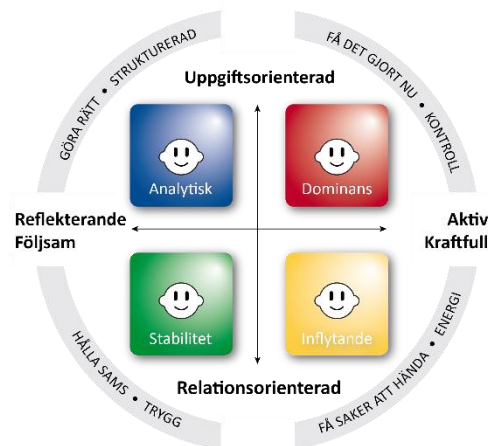 GÖRA RÄTT • STRUKTURERAD
FÅ DET GJORT NU • KONTROLL
Uppgiftsorienterad
Analytisk
Dominans
Reflekterande
Följsam
Aktiv
Kraftfull
Stabilitet
Inflytande
HÅLLA SAMS • TRYGG
FÅ SAKER ATT HÄNDA • ENERGI
Relationsorienterad